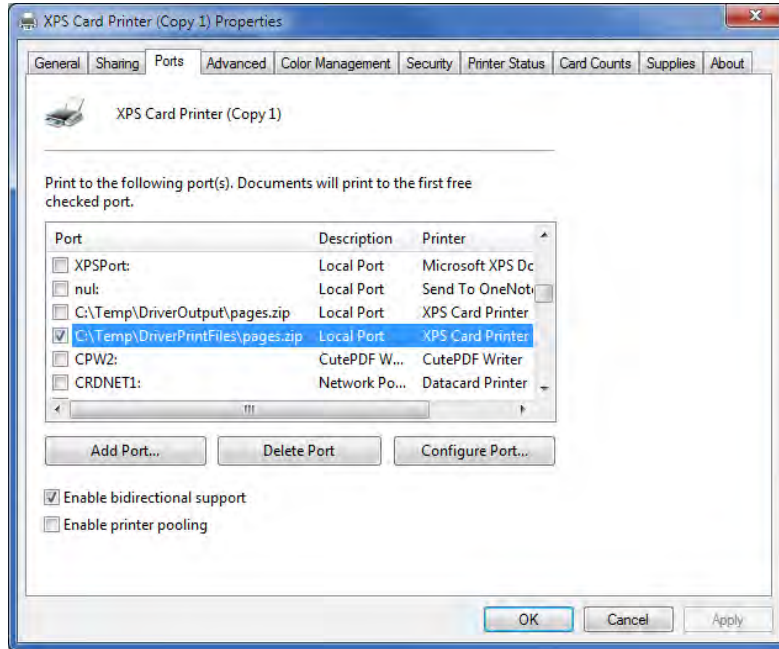 XPS Card Printer (Copy 1) Properties
General Sharing Ports Advanced Color Management Security Printer Status Card Counts Supplies About
XPS Card Printer (Copy 1)
Print to the following port(s). Documents will print to the first free
checked port.
Port Description Printer
XPSPort: Local Port Microsoft XPS Dc
nul: Local Port Send To OneNote
C:\Temp\DriverOutput\pages.zip Local Port XPS Card Printer
C:\Temp\DriverPrintFiles\pages.zip Local Port XPS Card Printer
CPW2: CutePDF W... CutePDF Writer
CRDNET1: Network Po... Datacard Printer
Add Port... Delete Port Configure Port...
Enable bidirectional support
Enable printer pooling
OK Cancel Apply